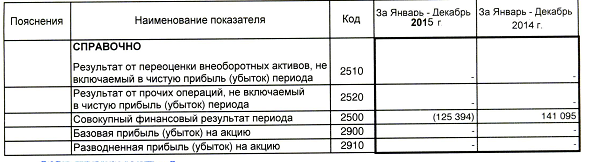 Пояснения Наименование показателя Код За Январь - Декабрь 2015 г За Январь - Декабрь 2014 г.
СПРАВОЧНО
Результат от переоценки внеоборотных активов, не
включаемый в чистую прибыль (убыток) периода 2510 - -
Результат от прочих операций, не включаемый
в чистую прибыль (убыток) периода 2520 - -
Совокупный финансовый результат периода 2500 (125 394) 141 095
Базовая прибыль (убыток) на акцию 2900 - -
Разводненная прибыль (убыток) на акцию 2910 - -